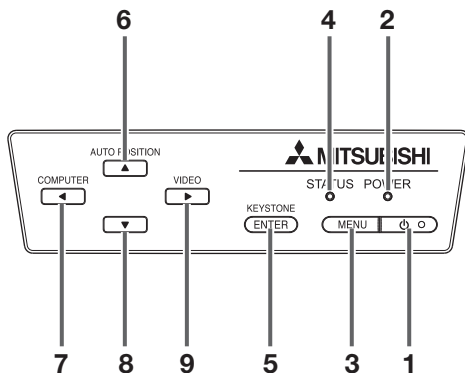 6 4 2
AUTO POSITION
MITSUBISHI
COMPUTER VIDEO STATUS POWER
KEYSTONE
ENTER MENU
7 8 9 5 3 1